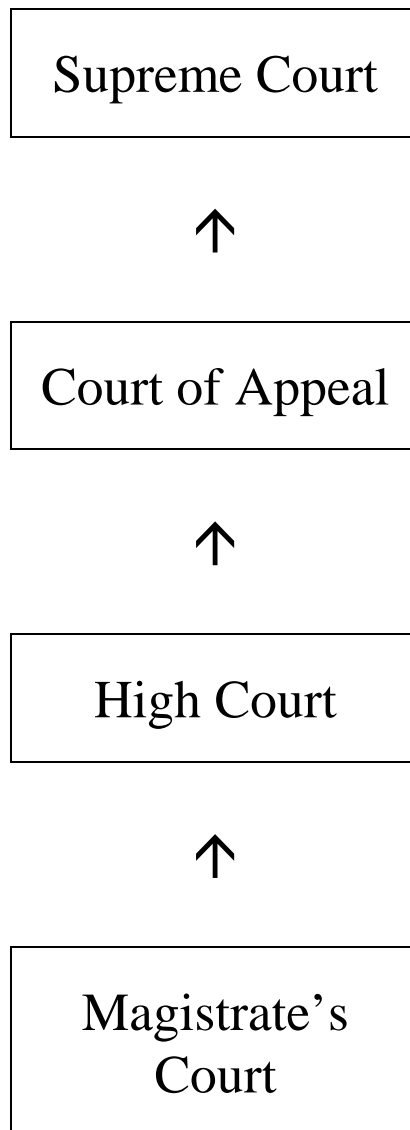 Supreme Court
↑
Court of Appeal
↑
High Court
↑
Magistrate’s
Court